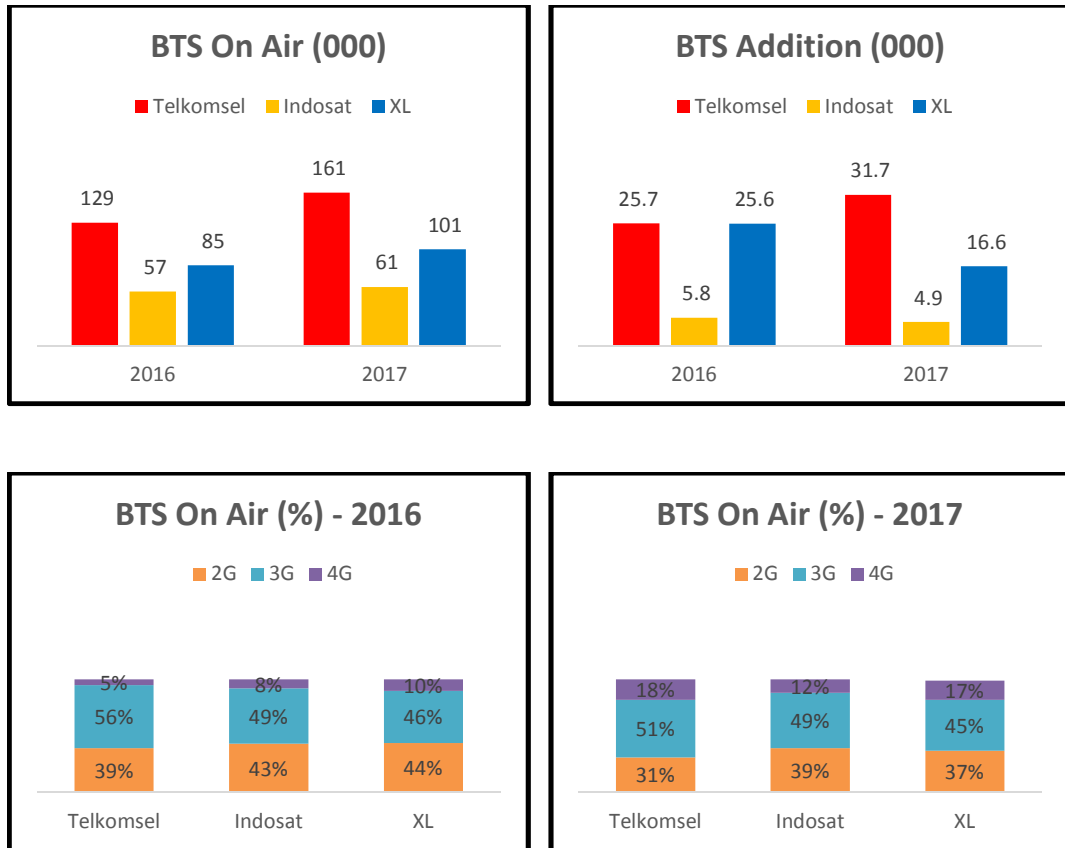 BTS On Air (000)
Telkomsel Indosat XL
129
57
85
161
61
101
2016
2017
BTS Addition (000)
Telkomsel Indosat XL
25.7
5.8
25.6
31.7
4.9
16.6
2016
2017
BTS On Air (%) - 2016
2G 3G 4G
5% 8% 10%
56% 49% 46%
39% 43% 44%
Telkomsel Indosat XL
BTS On Air (%) - 2017
2G 3G 4G
18% 12% 17%
51% 49% 45%
31% 39% 37%
Telkomsel Indosat XL